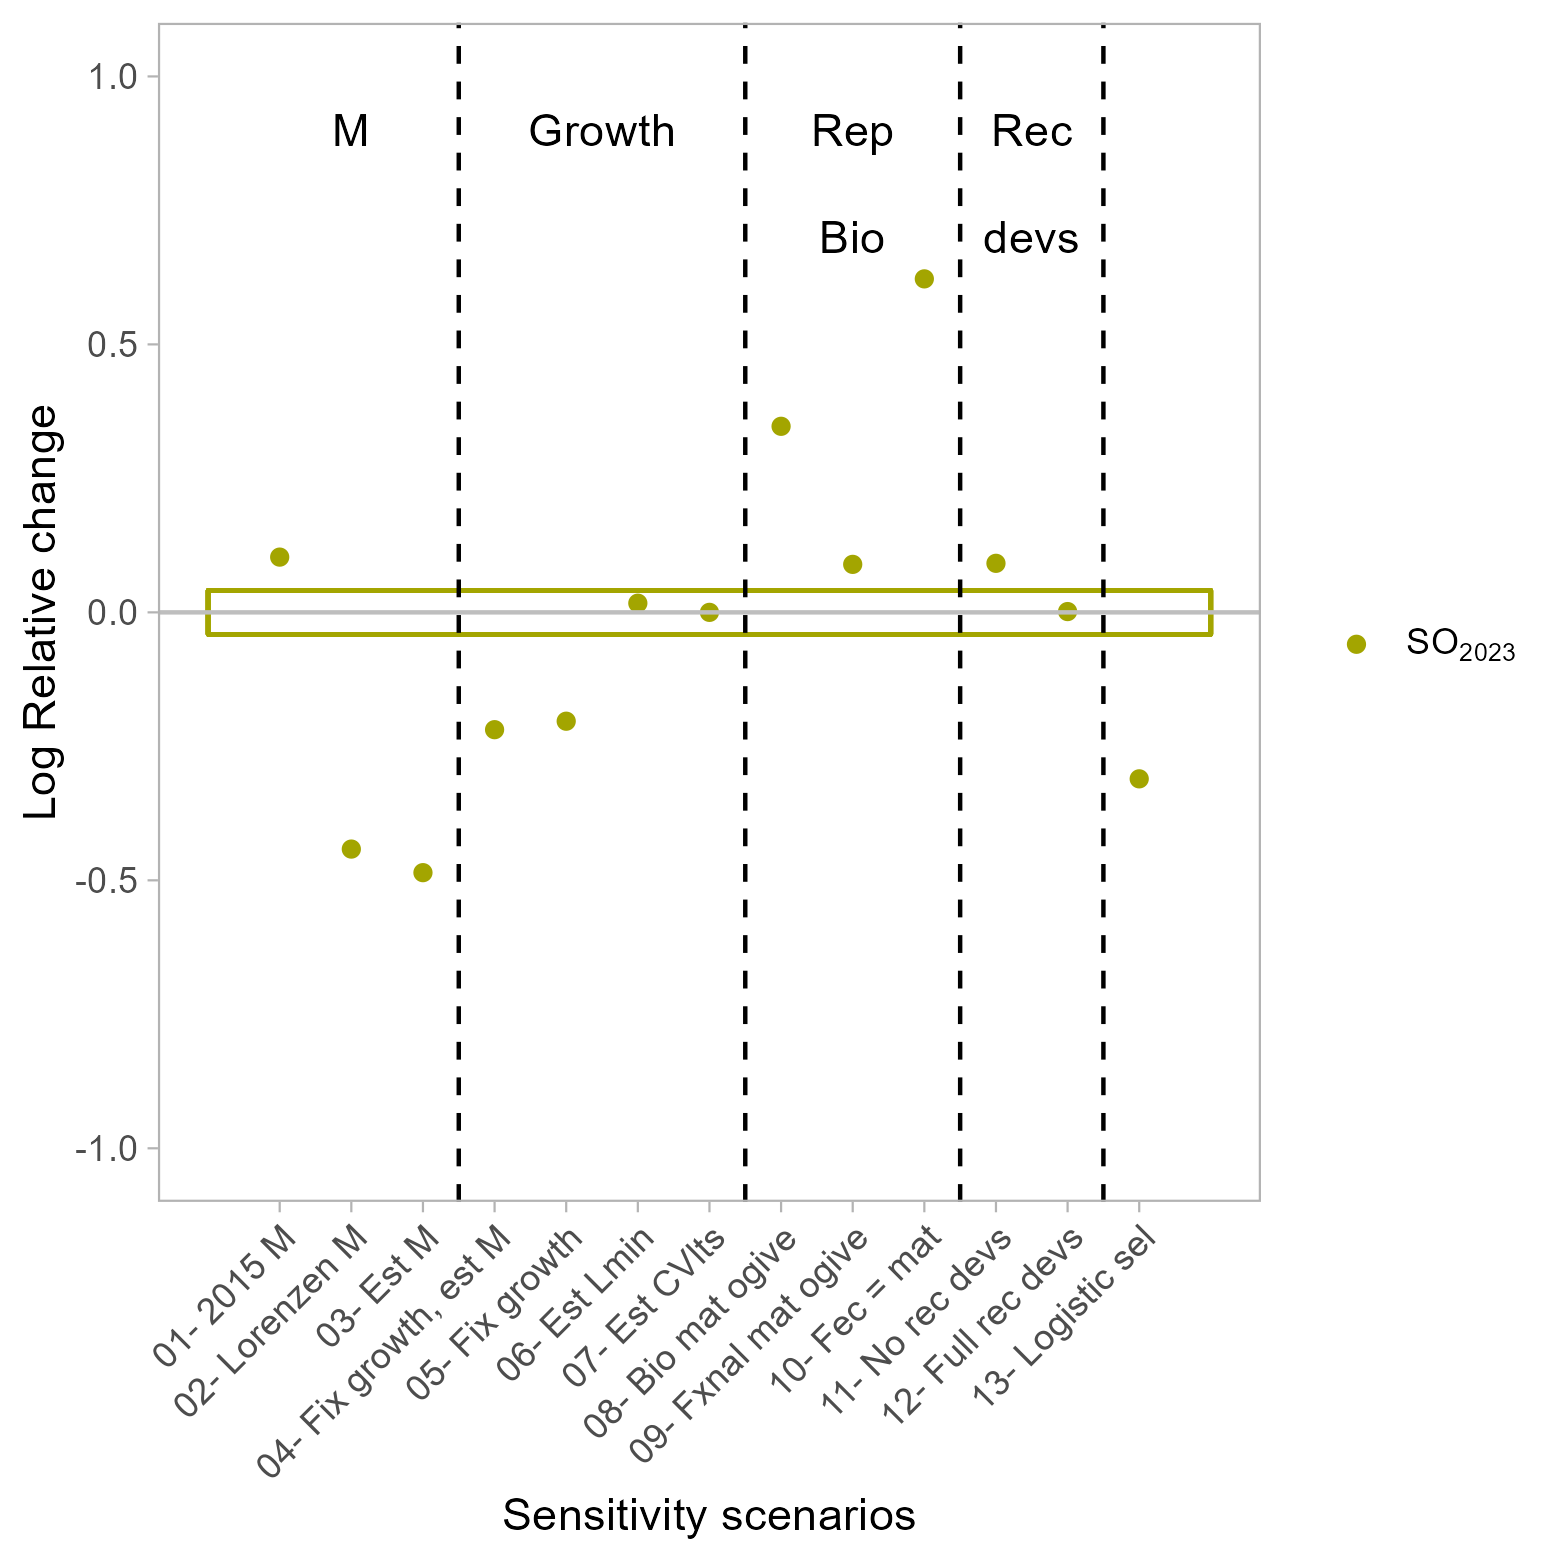 1.0
0.5
0.0
-0.5
-1.0
Log Relative change
M
Growth
Rep
Bio
Rec
devs
SO2023
01- 2015 M
02- Lorenzen M
03- Est M
04- Fix growth, est M
05- Fix growth
06- Est Lmin
07- Est CVlts
08- Bio mat ogive
09- Fxnal mat ogive
10- Fec = mat
11- No rec devs
12- Full rec devs
13- Logistic sel
Sensitivity scenarios